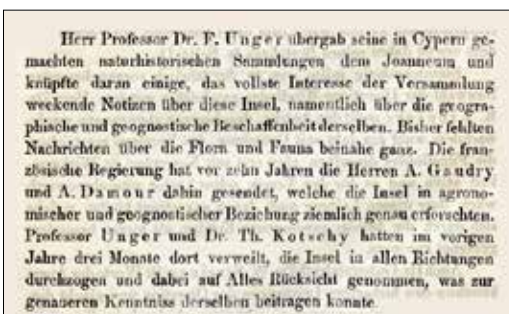 Herr Professor Dr. F. Unger übergab seine in Cypern ge-
machten naturhistorischen Sammlungen dem Joanneum und
knüpfte daran einige, das vollste Interesse der Versammlung
weckende Notizen über diese Insel, namentlich über die geogra-
phische und geognostische Beschaffenheit derselben. Bisher fehlten
Nachrichten über die Flora und Fauna beinahe ganz. Die fran-
zösische Regierung hat vor zehn Jahren die Herren A. Gaudry
und A. Damour dahin gesendet, welche die Insel in agrono-
mischer und geognostischer Beziehung ziemlich genau erforschten.
Professor Unger und Dr. Th. Kotschy hatten im vorigen
Jahre drei Monate dort verweilt, die Insel in allen Richtungen
durchzogen und dabei auf Alles Rücksicht genommen, was zur
genaueren Kenntniss derselben beitragen konnte.